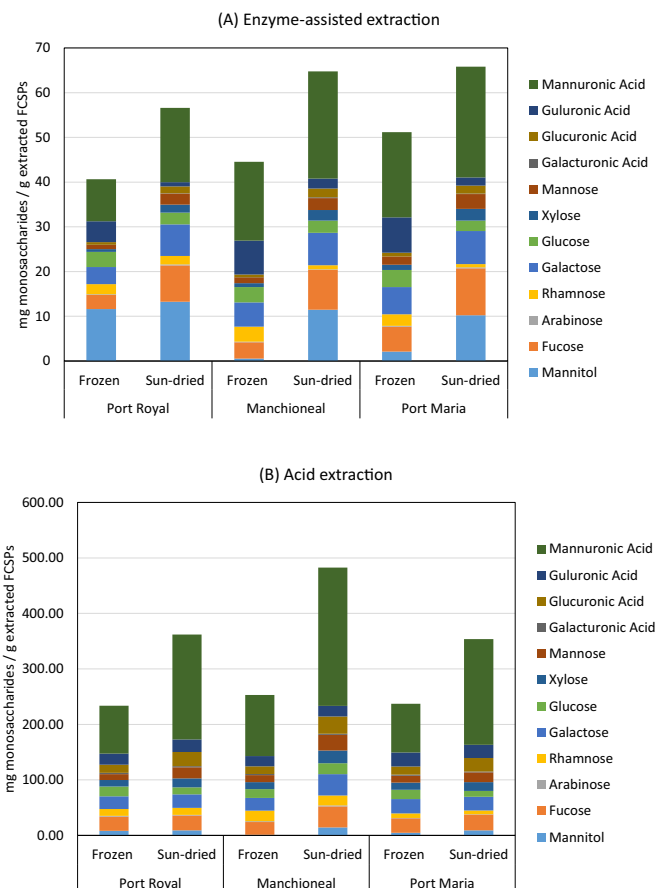 (A) Enzyme-assisted extraction
mg monosaccharides / g extracted FCSPs
70
60
50
40
30
20
10
0
Frozen Sun-dried Frozen Sun-dried Frozen Sun-dried
Port Royal Manchioneal Port Maria
Mannuronic Acid
Guluronic Acid
Glucuronic Acid
Galacturonic Acid
Mannose
Xylose
Glucose
Galactose
Rhamnose
Arabinose
Fucose
Mannitol
(B) Acid extraction
mg monosaccharides / g extracted FCSPs
600.00
500.00
400.00
300.00
200.00
100.00
0.00
Frozen Sun-dried Frozen Sun-dried Frozen Sun-dried
Port Royal Manchioneal Port Maria
Mannuronic Acid
Guluronic Acid
Glucuronic Acid
Galacturonic Acid
Mannose
Xylose
Glucose
Galactose
Rhamnose
Arabinose
Fucose
Mannitol